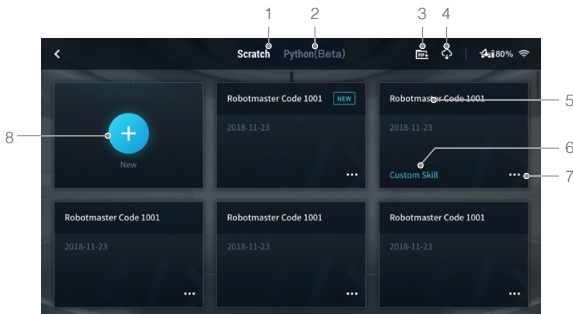 1 2 3 4
Scratch Python(Beta) 80%
Robotmaster Code 1001 NEW Robotmaster Code 1001 5
2018-11-23 2018-11-23
8 6
New Custom Skill 7
Robotmaster Code 1001 Robotmaster Code 1001 Robotmaster Code 1001
2018-11-23 2018-11-23 2018-11-23